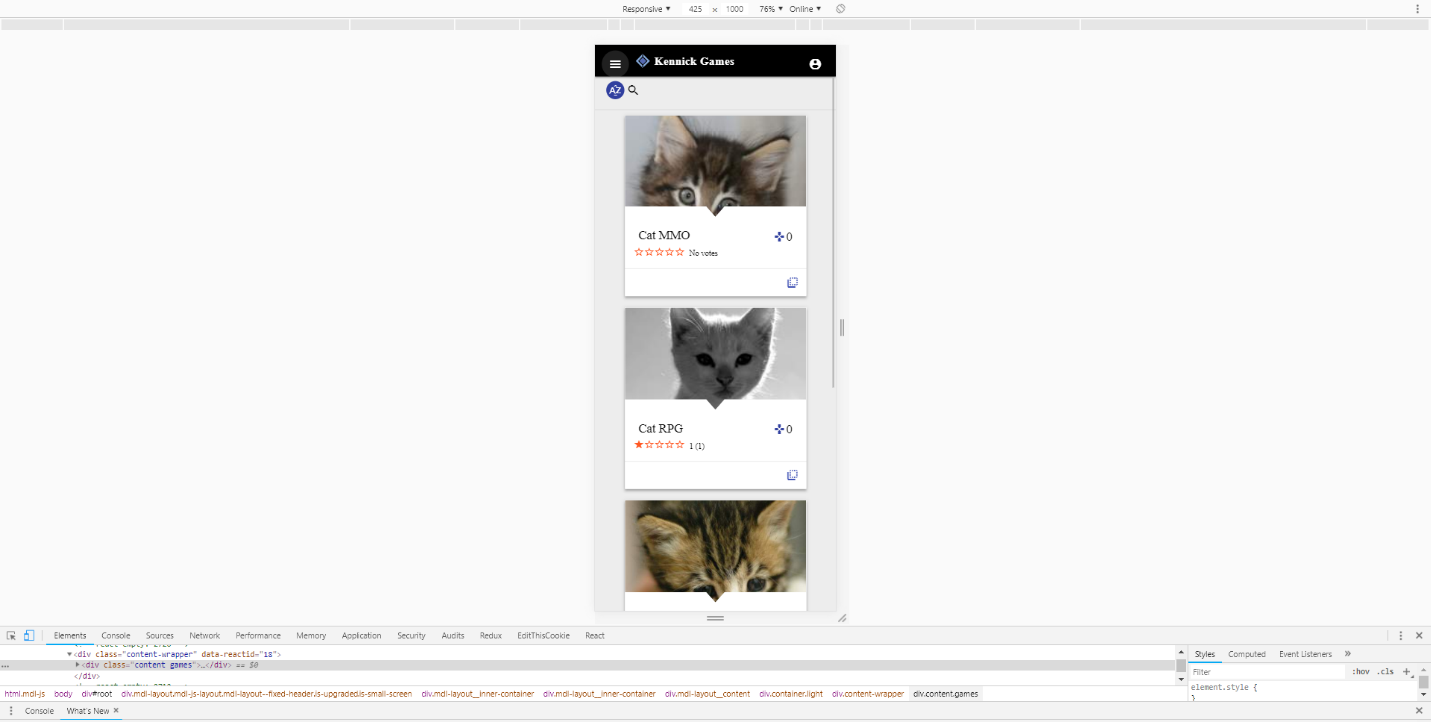 Responsive ▼ 425 × 1000 76% ▼ Online ▼
Kennick Games
AZ
Cat MMO 0
No votes
Cat RPG 0
1 (1)
Elements Console Sources Network Performance Memory Application Security Audits Redux EditThisCookie React
▼<div class="content-wrapper" data-reactid="18">
... ▶<div class="content games">…</div> == $0
</div>
html.mdl-js body div#root div.mdl-layout.mdl-js-layout.mdl-layout--fixed-header.is-upgraded.is-small-screen div.mdl-layout__inner-container div.mdl-layout__inner-container div.mdl-layout__content div.container.light div.content-wrapper div.content.games
Styles Computed Event Listeners »
Filter :hov .cls +
element.style {
}
Console What's New ×